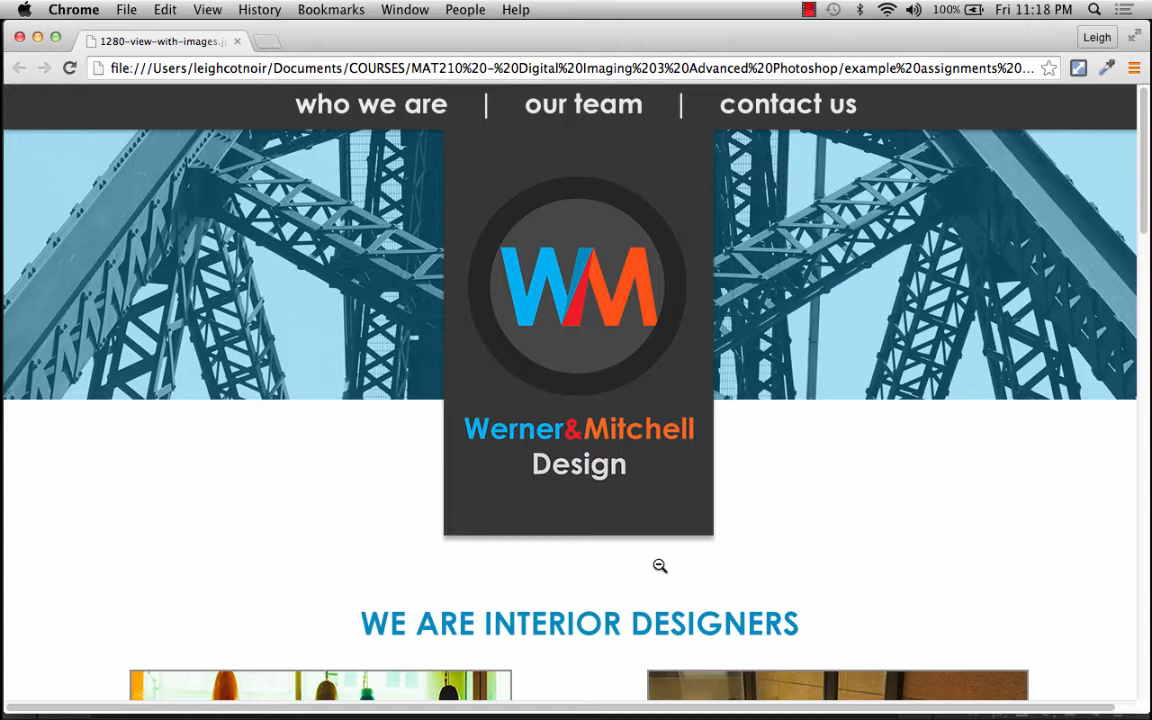 Chrome File Edit View History Bookmarks Window People Help 100% Fri 11:18 PM
1280-view-with-images.j Leigh
file:///Users/leighcotnoir/Documents/COURSES/MAT210%20-%20Digital%20Imaging%203%20Advanced%20Photoshop/example%20assignments%20...
who we are | our team | contact us
WM
Werner&Mitchell
Design
WE ARE INTERIOR DESIGNERS